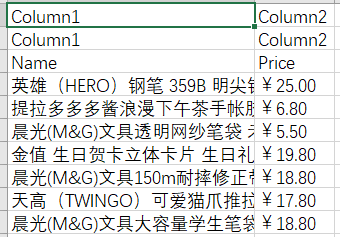 Column1 Column2
Column1 Column2
Name Price
英雄（HERO）钢笔 359B 明尖 ￥25.00
提拉多多多酱浪漫下午茶手帐 ￥6.80
晨光(M&G)文具透明网纱笔袋 ￥5.50
金值 生日贺卡立体卡片 生日礼 ￥19.80
晨光(M&G)文具150m耐摔修正带 ￥18.80
天高（TWINGO）可爱猫爪推拉 ￥17.80
晨光(M&G)文具大容量学生笔袋 ￥18.80